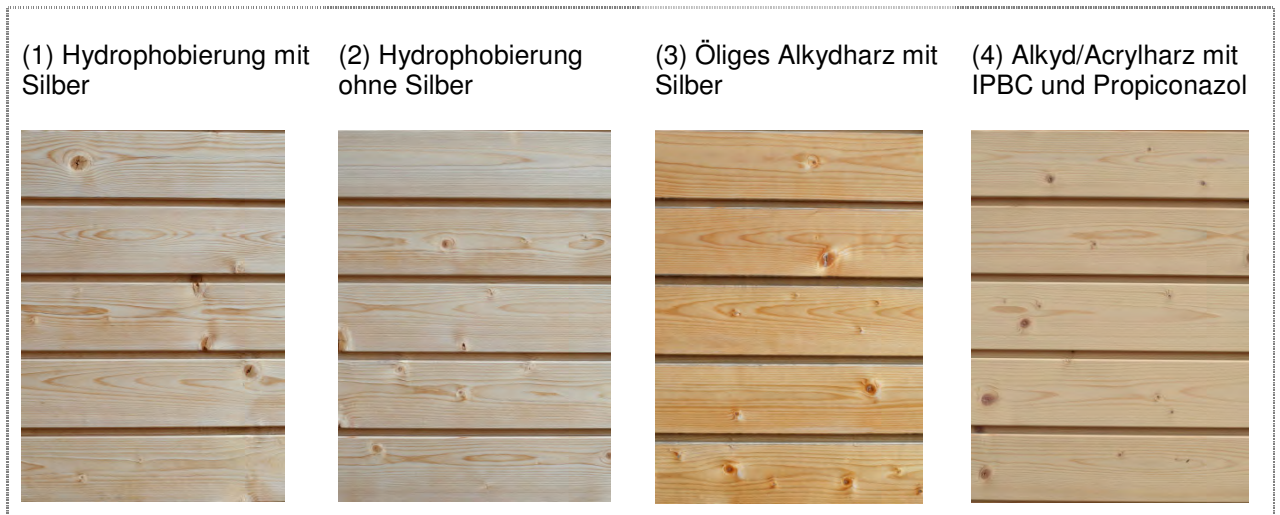 (1) Hydrophobierung mit
Silber
(2) Hydrophobierung
ohne Silber
(3) Öliges Alkydharz mit
Silber
(4) Alkyd/Acrylharz mit
IPBC und Propiconazol